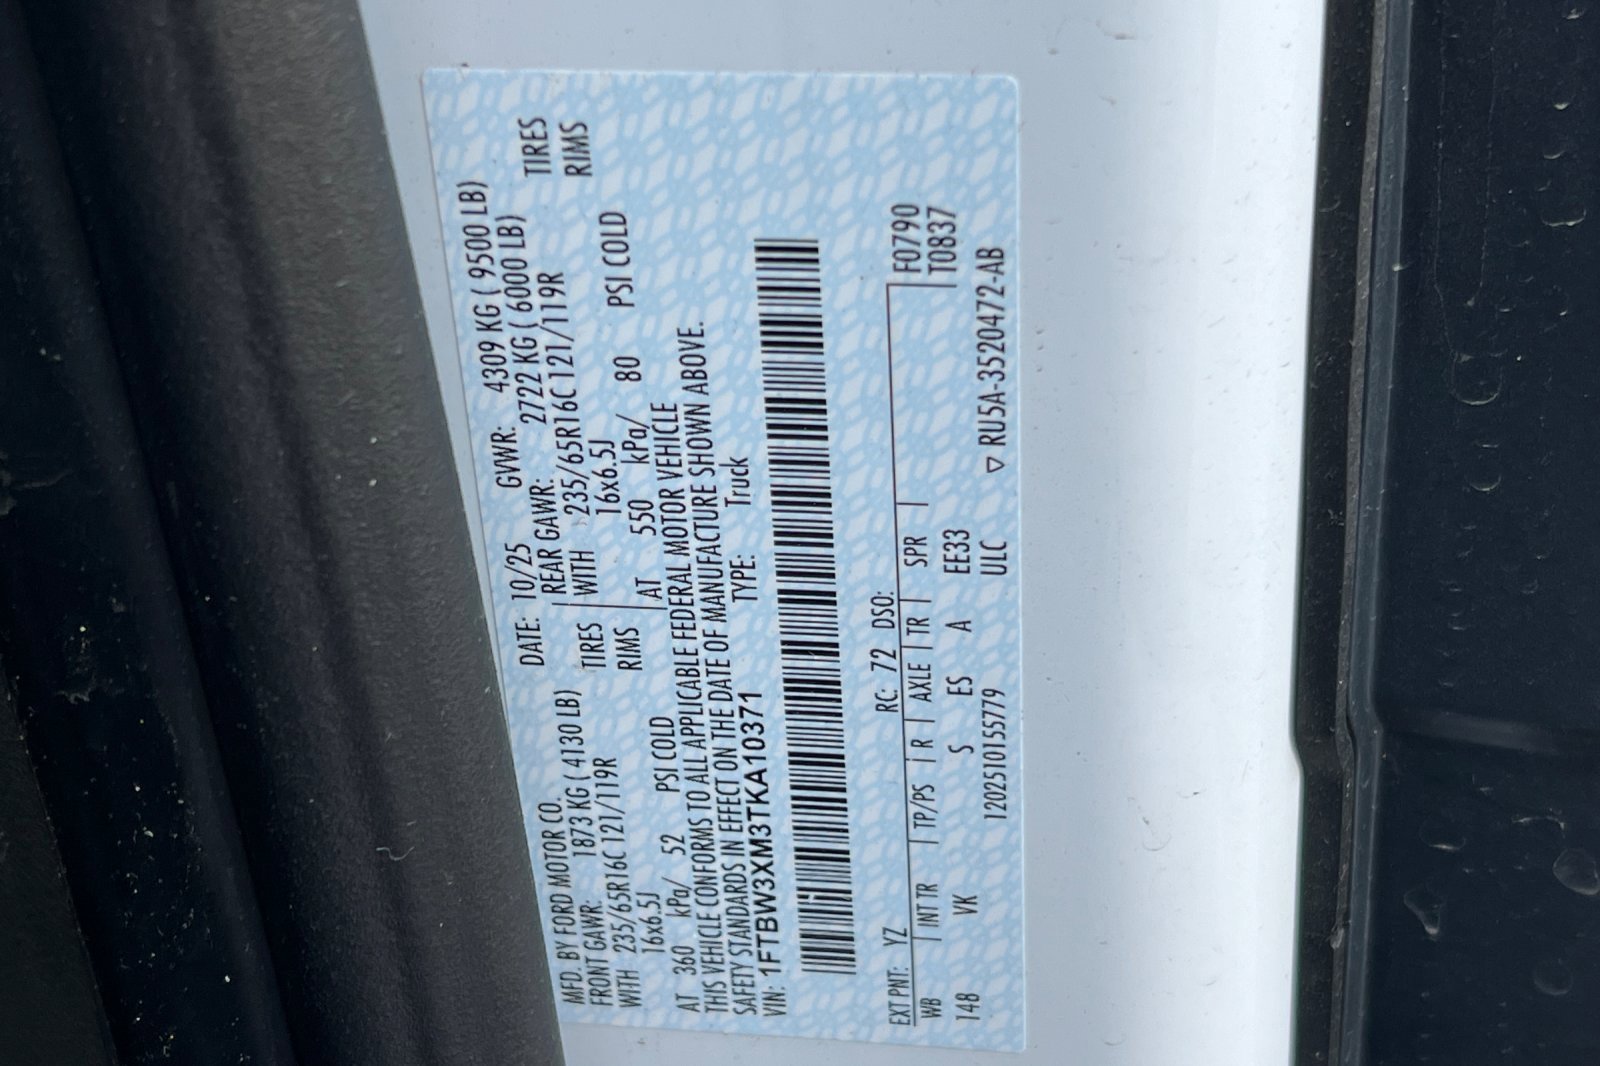 MFD. BY FORD MOTOR CO. DATE: 10/25 GVWR: 4309 KG ( 9500 LB)
FRONT GAWR: 1873 KG ( 4130 LB) REAR GAWR: 2722 KG ( 6000 LB)
WITH 235/65R16C 121/119R TIRES WITH 235/65R16C 121/119R TIRES
16x6.5J RIMS 16x6.5J RIMS
AT 360 kPa/ 52 PSI COLD AT 550 kPa/ 80 PSI COLD
THIS VEHICLE CONFORMS TO ALL APPLICABLE FEDERAL MOTOR VEHICLE
SAFETY STANDARDS IN EFFECT ON THE DATE OF MANUFACTURE SHOWN ABOVE.
VIN: 1FTBW3XM3TKA10371 TYPE: Truck
EXT PNT: YZ RC: 72 DSO: F0790
WB INT TR TP/PS R AXLE TR SPR T0837
148 VK S ES A EE33
120251015​5779 ULC ▽ RU5A-3520472-AB